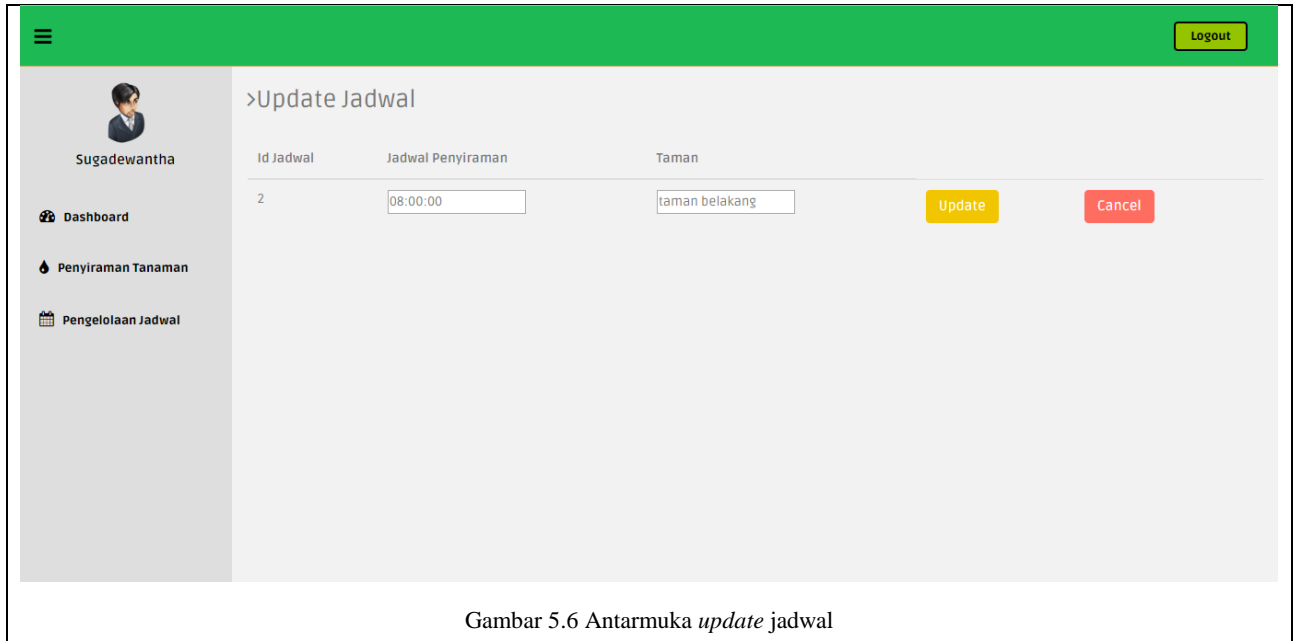 Logout
Sugadewantha
Dashboard
Penyiraman Tanaman
Pengelolaan Jadwal
>Update Jadwal
Id Jadwal Jadwal Penyiraman Taman
2 08:00:00 taman belakang Update Cancel
Gambar 5.6 Antarmuka update jadwal